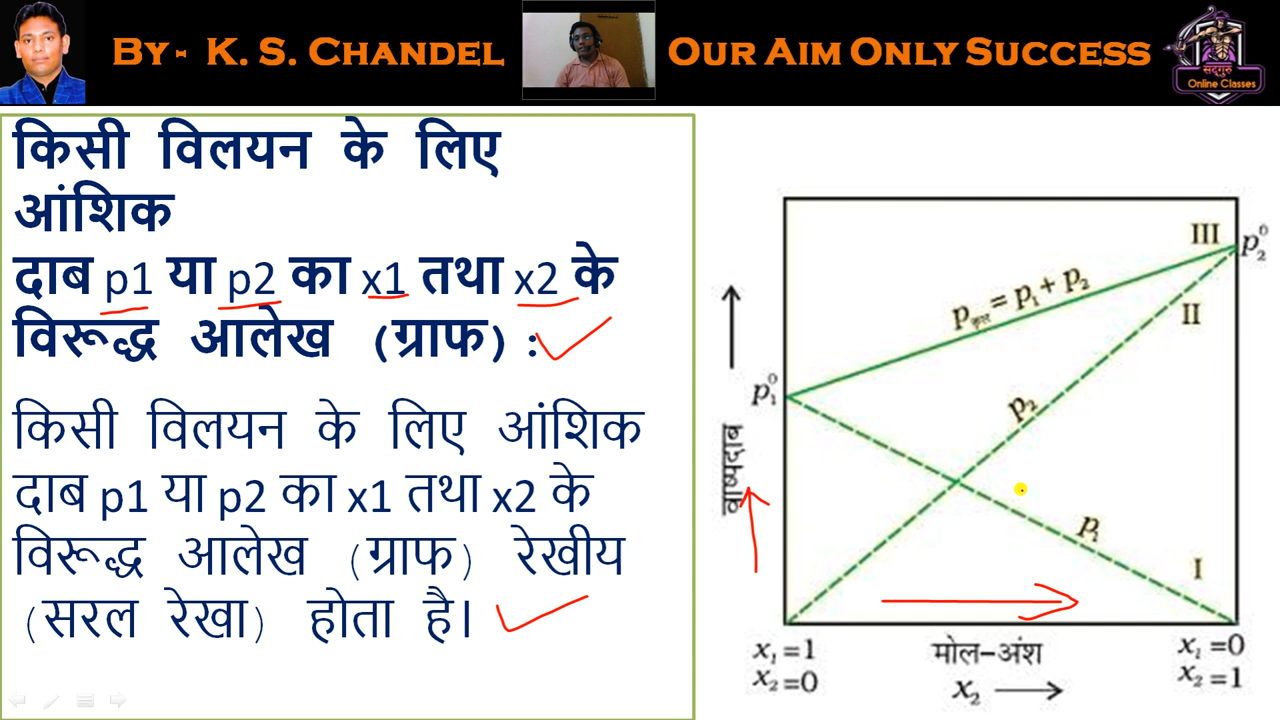 By - K. S. Chandel
Our Aim Only Success
सद्गुरु
Online Classes
किसी विलयन के लिए
आंशिक
दाब p1 या p2 का x1 तथा x2 के
विरूद्ध आलेख (ग्राफ) :
किसी विलयन के लिए आंशिक
दाब p1 या p2 का x1 तथा x2 के
विरूद्ध आलेख (ग्राफ) रेखीय
(सरल रेखा) होता है।
III
p₂⁰
p कुल = p₁ + p₂
II
p₁⁰
p₂
वाष्पदाब
p₁
I
x₁=1
x₂=0
मोल-अंश
x₂
x₁=0
x₂=1